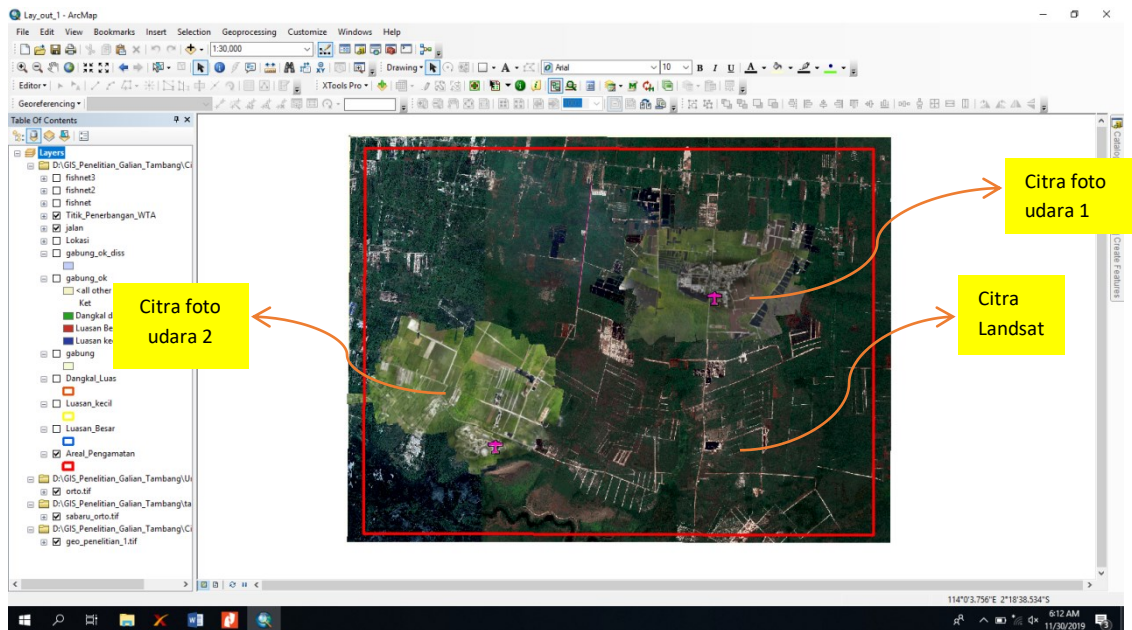 Lay_out_1 - ArcMap
File Edit View Bookmarks Insert Selection Geoprocessing Customize Windows Help
1:30,000
Drawing
Arial
10
B I U A
Editor
XTools Pro
Georeferencing
Table Of Contents
Layers
D:\GIS_Penelitian_Galian_Tambang\Ci
fishnet3
fishnet2
fishnet
Titik_Penerbangan_WTA
jalan
Lokasi
gabung_ok_diss
gabung_ok
<all other
Ket
Dangkal d
Luasan Be
Luasan ke
gabung
Dangkal_Luas
Luasan_kecil
Luasan_Besar
Areal_Pengamatan
D:\GIS_Penelitian_Galian_Tambang\U
orto.tif
D:\GIS_Penelitian_Galian_Tambang\ta
sabaru_orto.tif
D:\GIS_Penelitian_Galian_Tambang\Ci
geo_penelitian_1.tif
Citra foto
udara 1
Citra
Landsat
Citra foto
udara 2
Catalo
Create Features
114°0'3.756"E 2°18'38.534"S
6:12 AM
11/30/2019